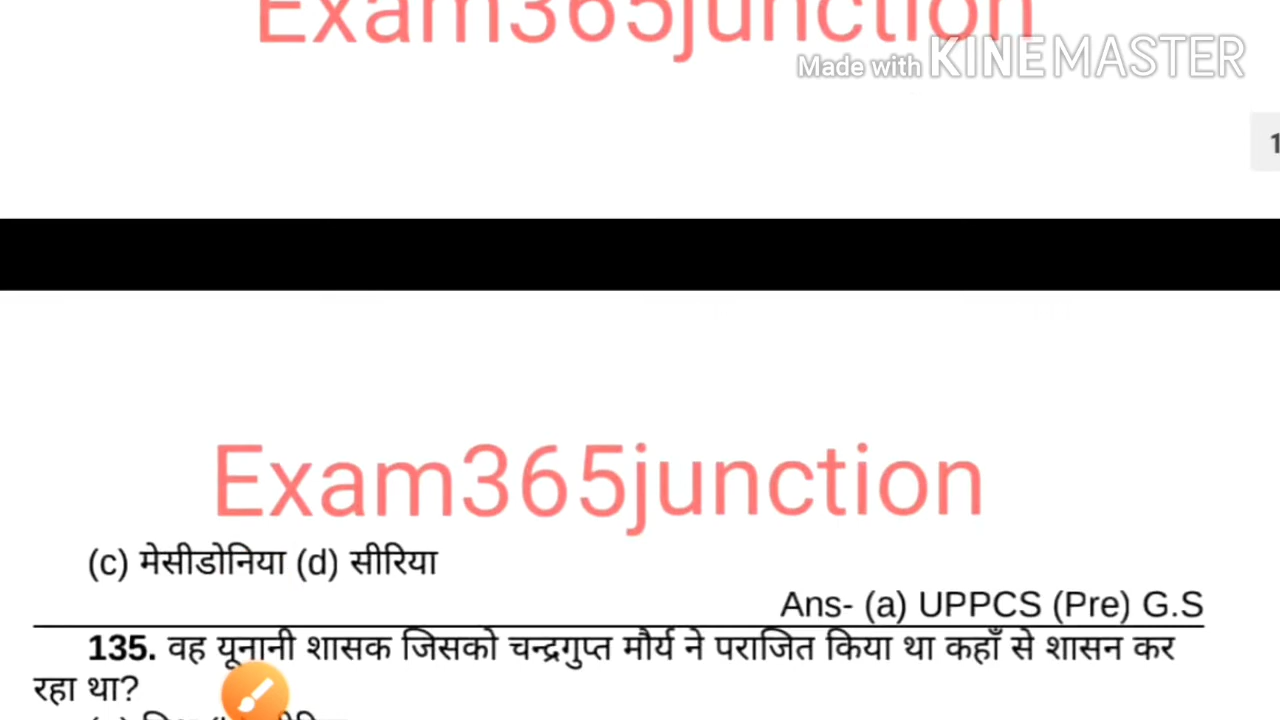 Exam365junction
Made with KINEMASTER
1
Exam365junction
(c) मेसीडोनिया (d) सीरिया
Ans- (a) UPPCS (Pre) G.S
135. वह यूनानी शासक जिसको चन्द्रगुप्त मौर्य ने पराजित किया था कहाँ से शासन कर
रहा था?